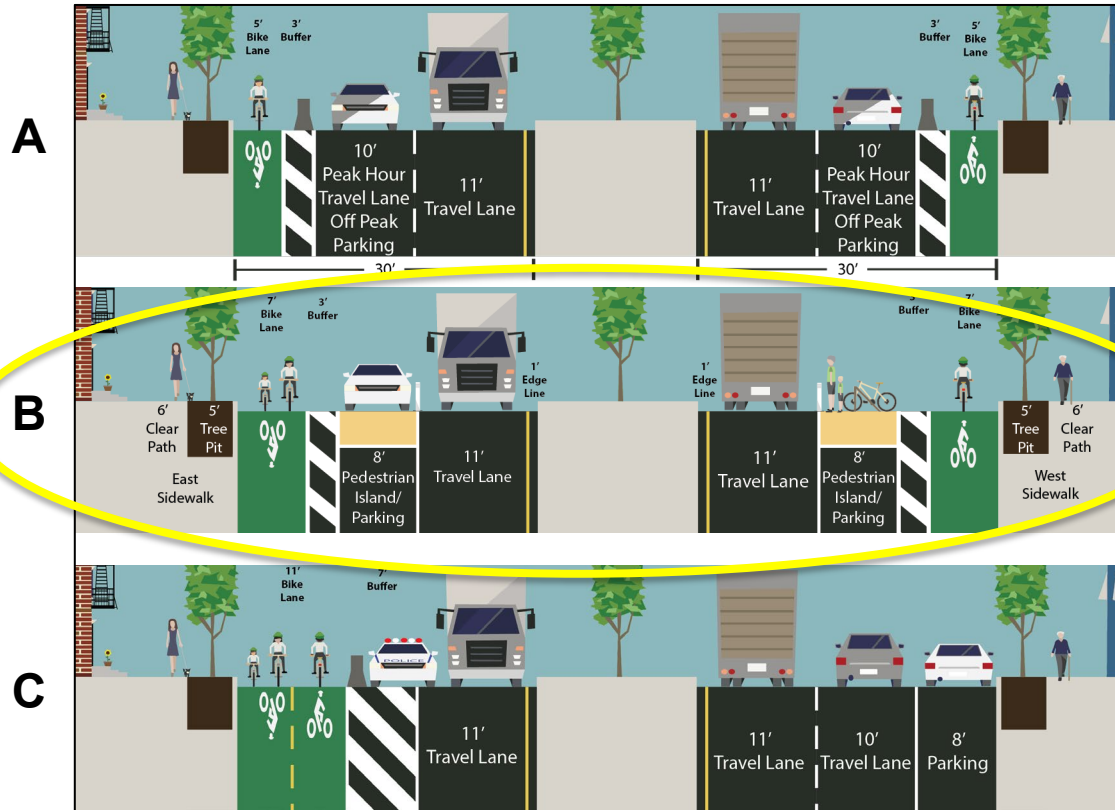 A
5'
Bike
Lane
3'
Buffer
10'
Peak Hour
Travel Lane
Off Peak
Parking
11'
Travel Lane
11'
Travel Lane
10'
Peak Hour
Travel Lane
Off Peak
Parking
3'
Buffer
5'
Bike
Lane
30'
30'
B
6'
Clear
Path
5'
Tree
Pit
East
Sidewalk
7'
Bike
Lane
3'
Buffer
8'
Pedestrian
Island/
Parking
11'
Travel Lane
1'
Edge
Line
1'
Edge
Line
11'
Travel Lane
8'
Pedestrian
Island/
Parking
Buffer
7'
Bike
Lane
5'
Tree
Pit
6'
Clear
Path
West
Sidewalk
C
11'
Bike
Lane
7'
Buffer
POLICE
11'
Travel Lane
11'
Travel Lane
10'
Travel Lane
8'
Parking